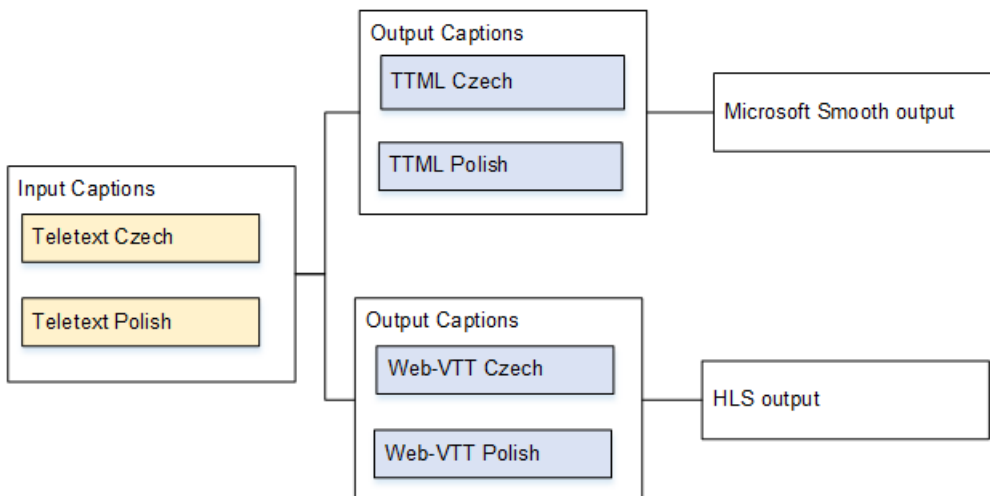 Output Captions
TTML Czech
TTML Polish
Microsoft Smooth output
Input Captions
Teletext Czech
Teletext Polish
Output Captions
Web-VTT Czech
Web-VTT Polish
HLS output